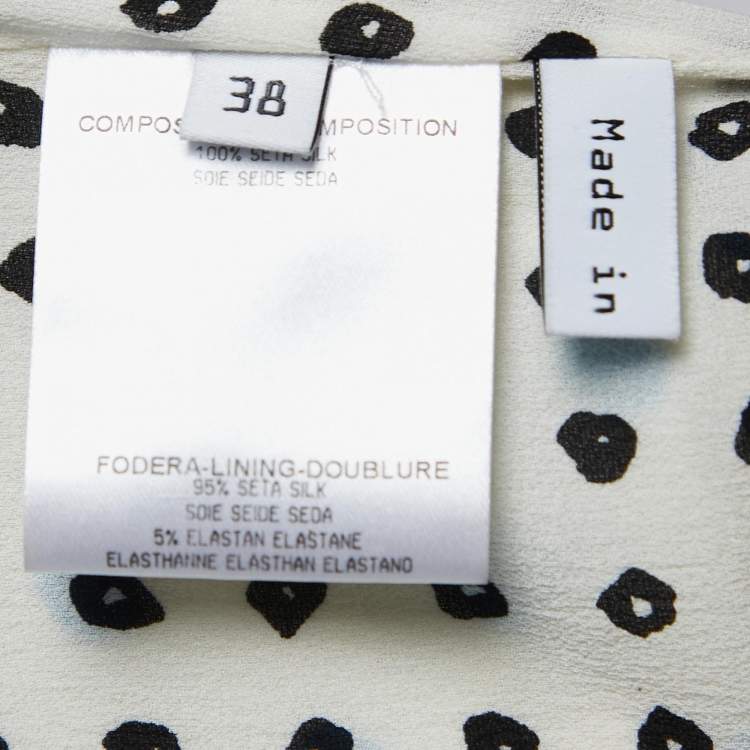 38
COMPOS MPOSITION
100% SETA SILK
SOIE SEIDE SEDA
FODERA-LINING-DOUBLURE
95% SETA SILK
SOIE SEIDE SEDA
5% ELASTAN ELASTANE
ELASTHANNE ELASTHAN ELASTANO
Made in